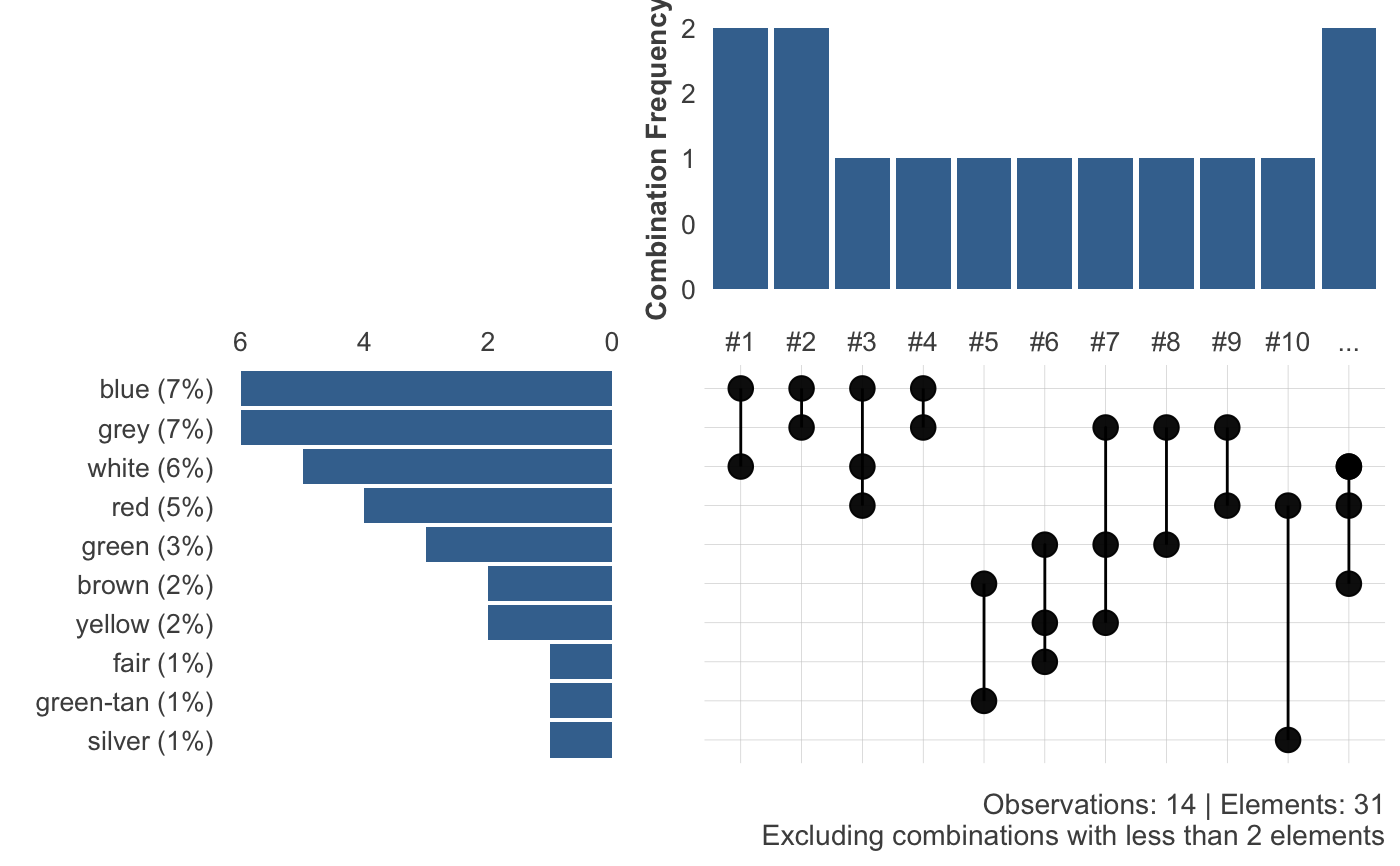 Combination Frequency
2
2
1
0
0
6 4 2 0
#1 #2 #3 #4 #5 #6 #7 #8 #9 #10 ...
blue (7%)
grey (7%)
white (6%)
red (5%)
green (3%)
brown (2%)
yellow (2%)
fair (1%)
green-tan (1%)
silver (1%)
Observations: 14 | Elements: 31
Excluding combinations with less than 2 elements